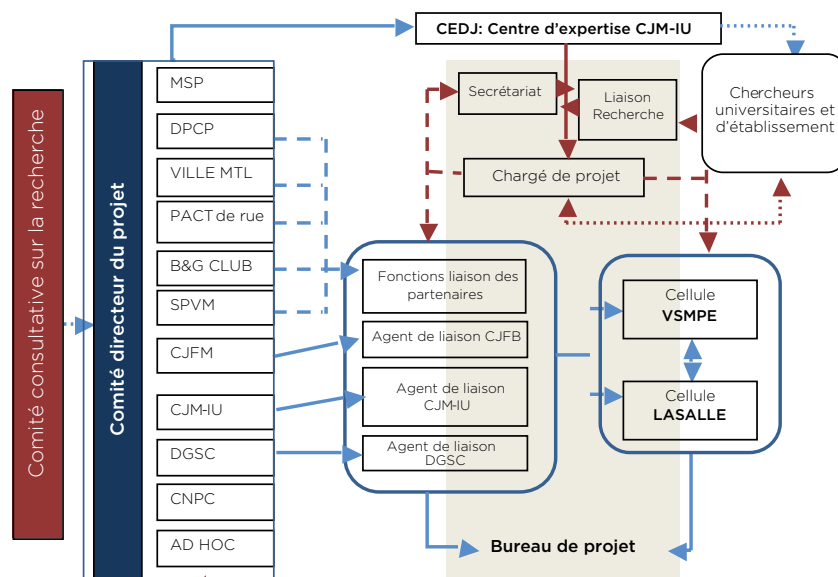 CEDJ: Centre d'expertise CJM-IU
Comité consultative sur la recherche
Comité directeur du projet
MSP
DPCP
VILLE MTL
PACT de rue
B&G CLUB
SPVM
CJFM
CJM-IU
DGSC
CNPC
AD HOC
Secrétariat
Liaison
Recherche
Chercheurs
universitaires et
d'établissement
Chargé de projet
Fonctions liaison des
partenaires
Agent de liaison CJFB
Agent de liaison
CJM-IU
Agent de liaison
DGSC
Cellule
VSMPE
Cellule
LASALLE
Bureau de projet